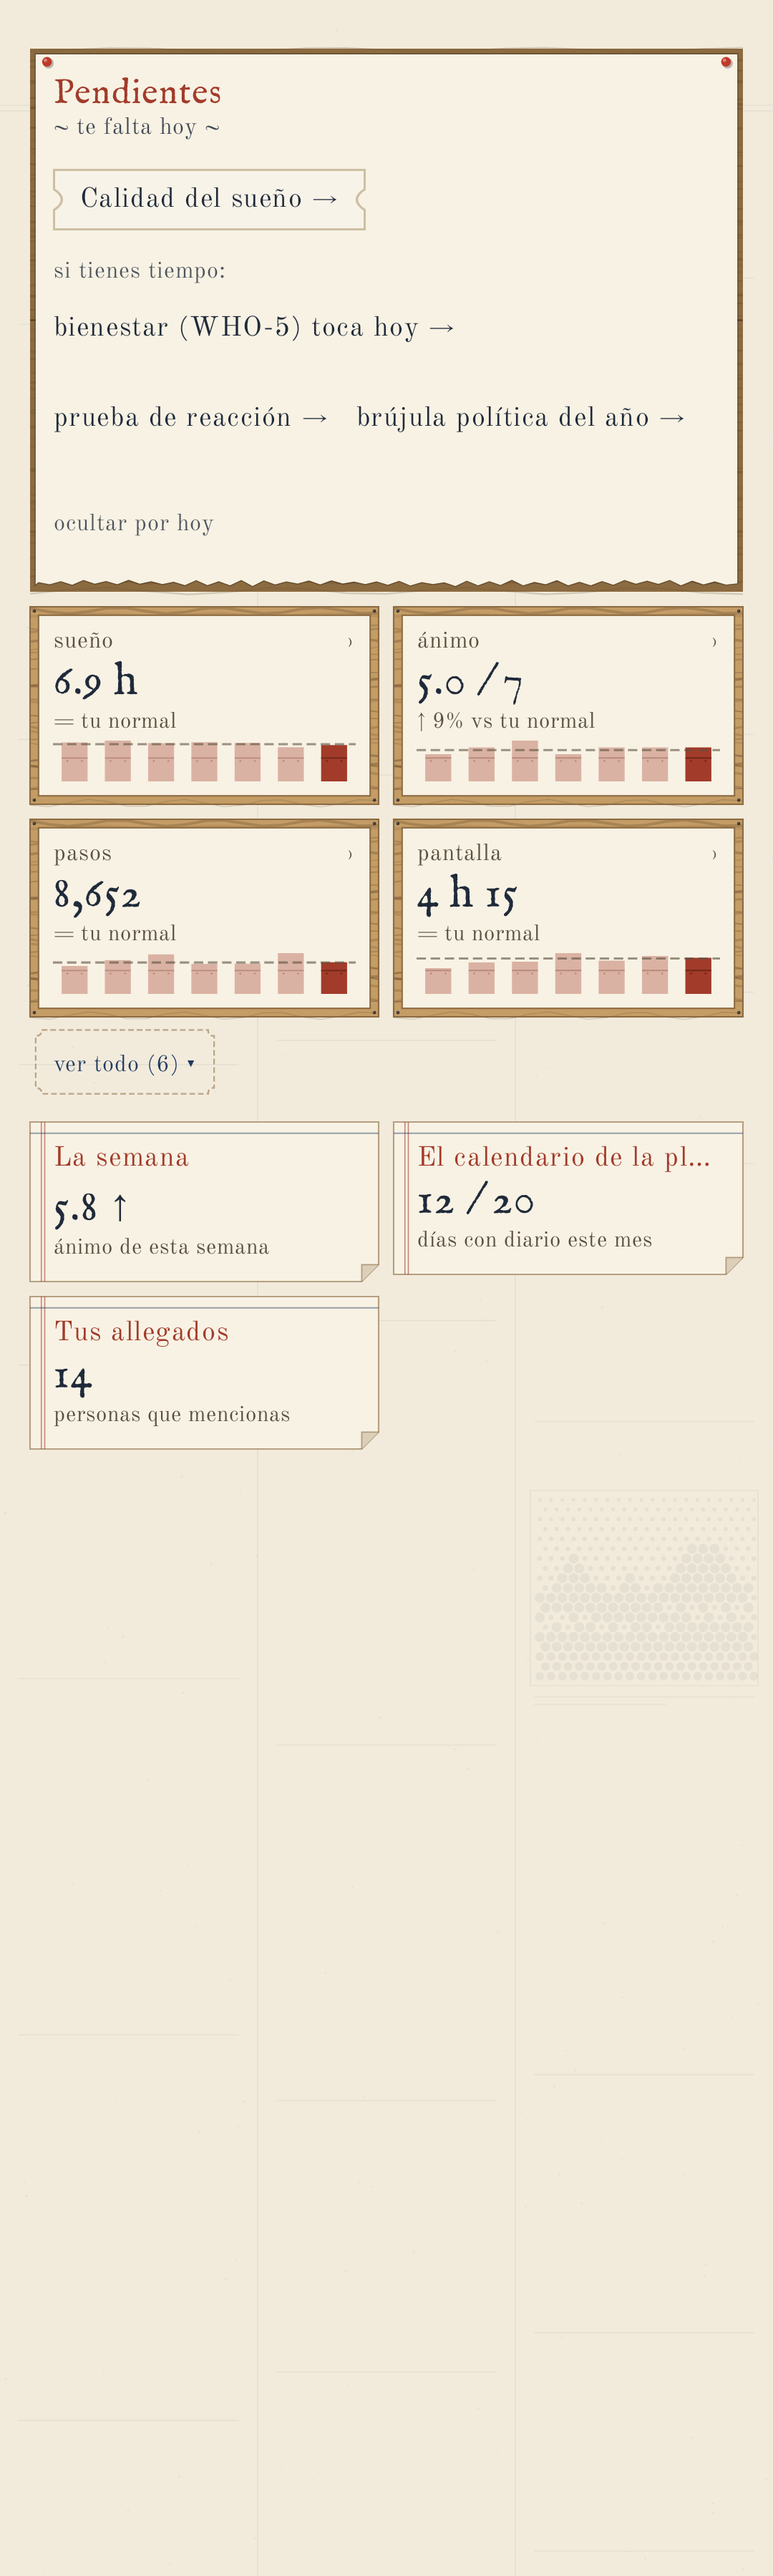 Pendientes
~ te falta hoy ~
Calidad del sueño →
si tienes tiempo:
bienestar (WHO-5) toca hoy →
prueba de reacción → brújula política del año →
ocultar por hoy
sueño ›
6.9 h
= tu normal
ánimo ›
5.0 /7
↑ 9% vs tu normal
pasos ›
8,652
= tu normal
pantalla ›
4 h 15
= tu normal
ver todo (6) ▾
La semana
5.8 ↑
ánimo de esta semana
El calendario de la pl...
12 /20
días con diario este mes
Tus allegados
14
personas que mencionas